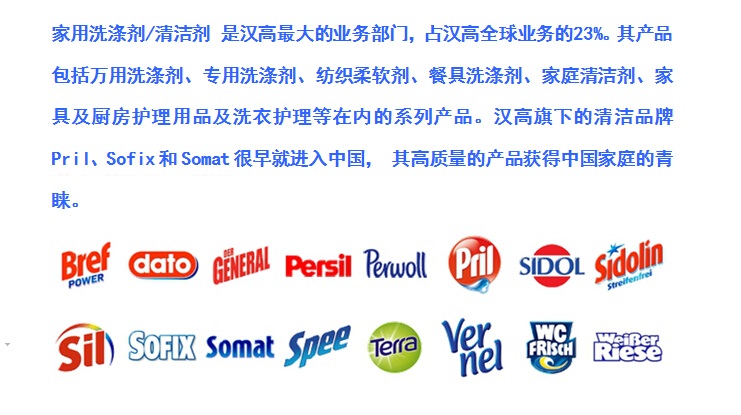 家用洗涤剂/清洁剂 是汉高最大的业务部门，占汉高全球业务的23%。其产品
包括万用洗涤剂、专用洗涤剂、纺织柔软剂、餐具洗涤剂、家庭清洁剂、家
具及厨房护理用品及洗衣护理等在内的系列产品。汉高旗下的清洁品牌
Pril、Sofix和Somat很早就进入中国， 其高质量的产品获得中国家庭的青
睐。
Bref POWER dato DER GENERAL Persil Perwoll Pril SIDOL Sidolin Streifenfrei
Sil SOFIX Somat Spee Terra Vernel WC FRISCH Weißer Riese